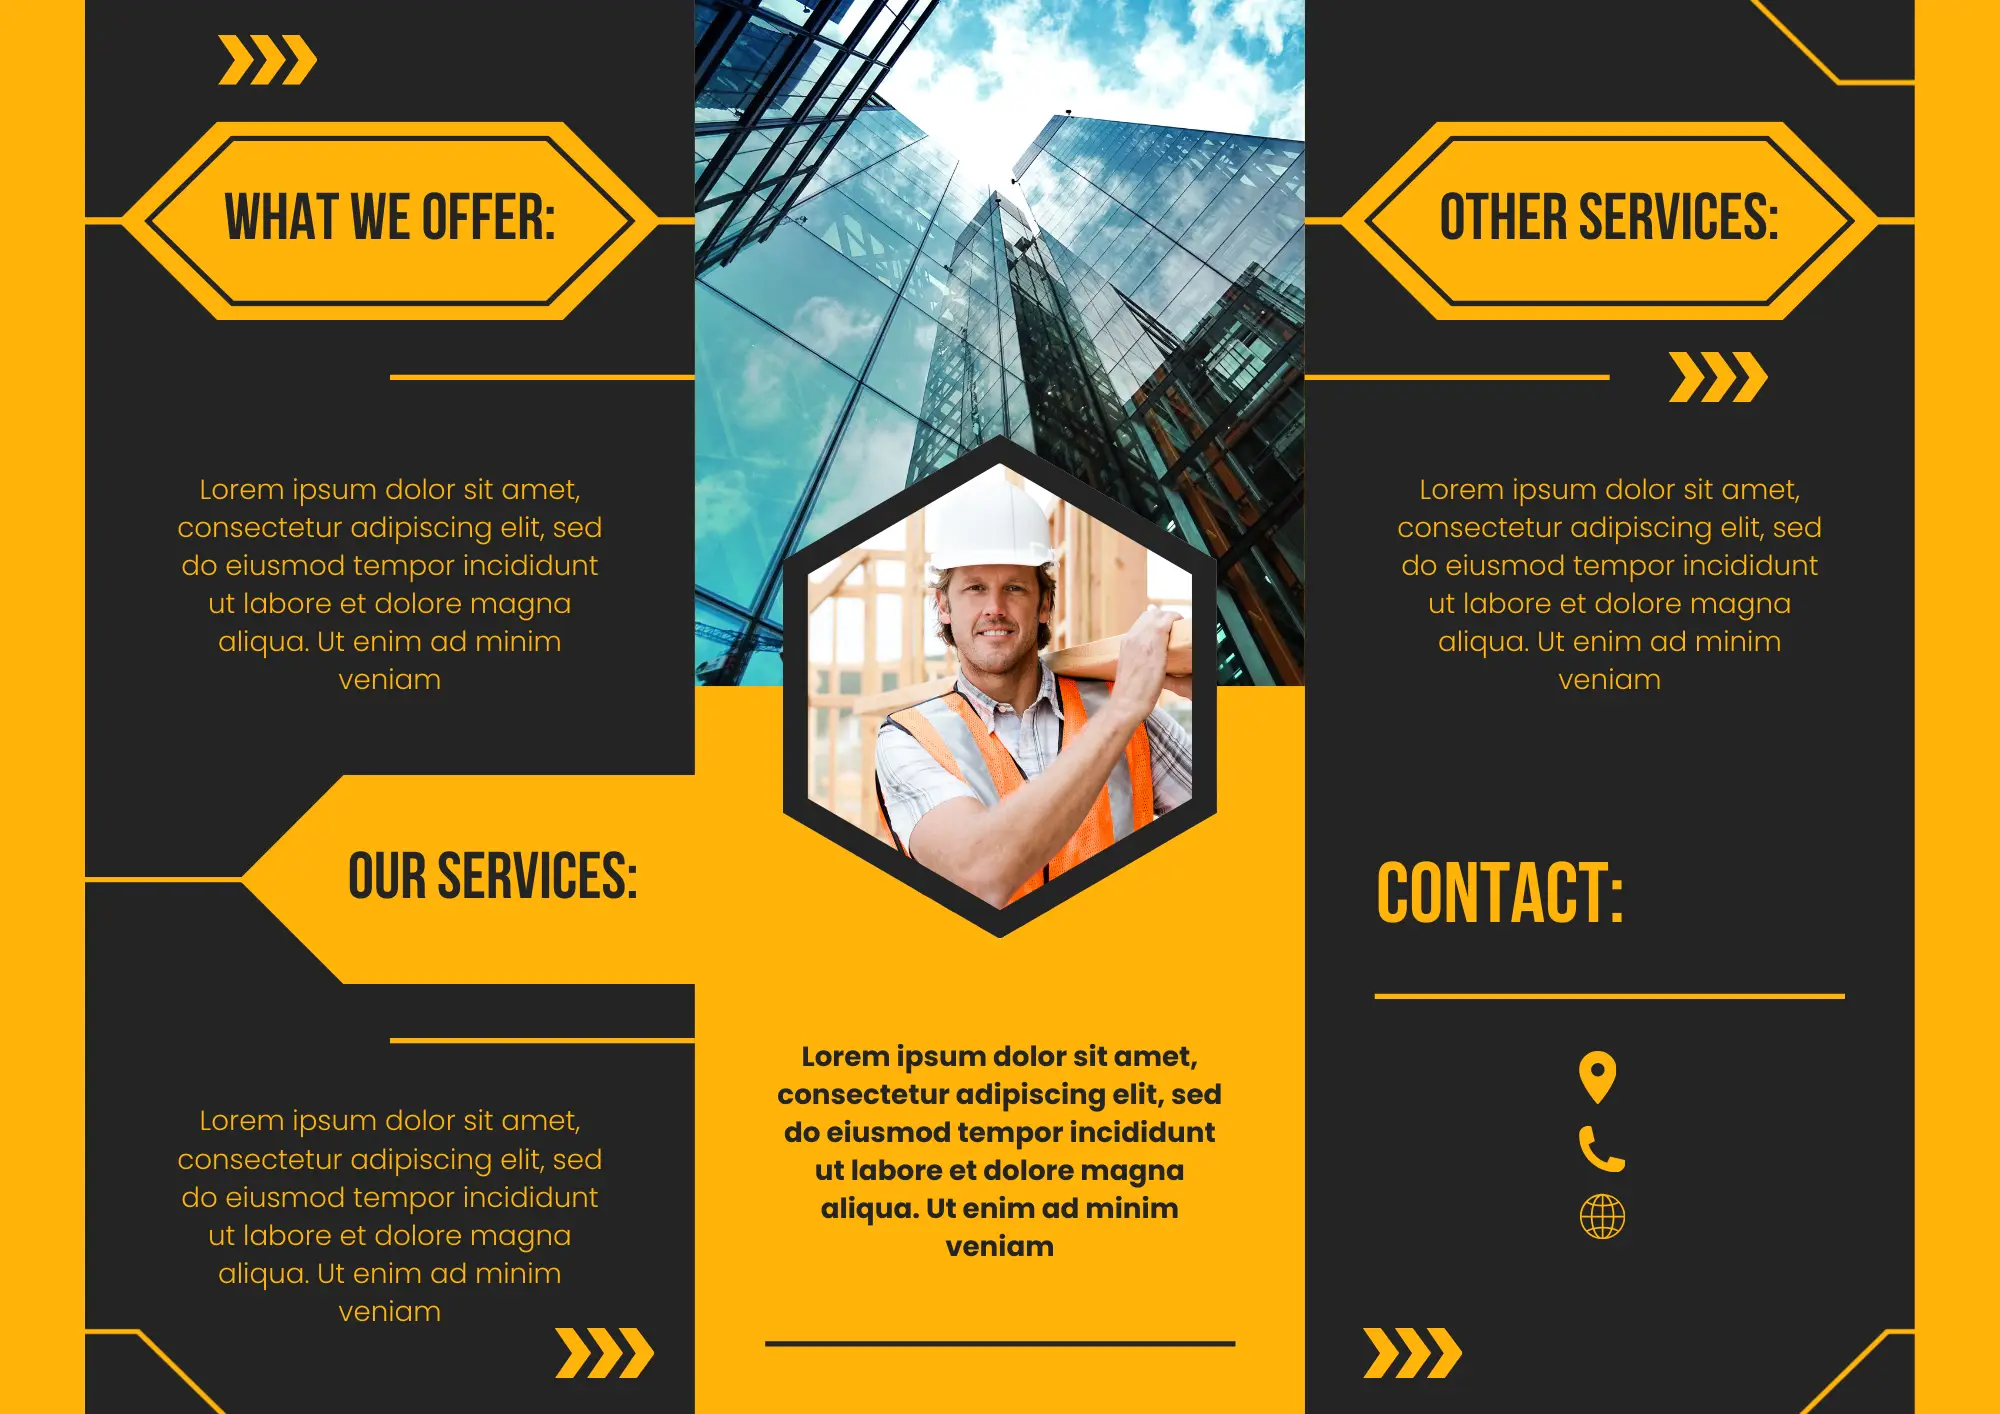 WHAT WE OFFER:
Lorem ipsum dolor sit amet,
consectetur adipiscing elit, sed
do eiusmod tempor incididunt
ut labore et dolore magna
aliqua. Ut enim ad minim
veniam
OUR SERVICES:
Lorem ipsum dolor sit amet,
consectetur adipiscing elit, sed
do eiusmod tempor incididunt
ut labore et dolore magna
aliqua. Ut enim ad minim
veniam
Lorem ipsum dolor sit amet,
consectetur adipiscing elit, sed
do eiusmod tempor incididunt
ut labore et dolore magna
aliqua. Ut enim ad minim
veniam
OTHER SERVICES:
Lorem ipsum dolor sit amet,
consectetur adipiscing elit, sed
do eiusmod tempor incididunt
ut labore et dolore magna
aliqua. Ut enim ad minim
veniam
CONTACT: